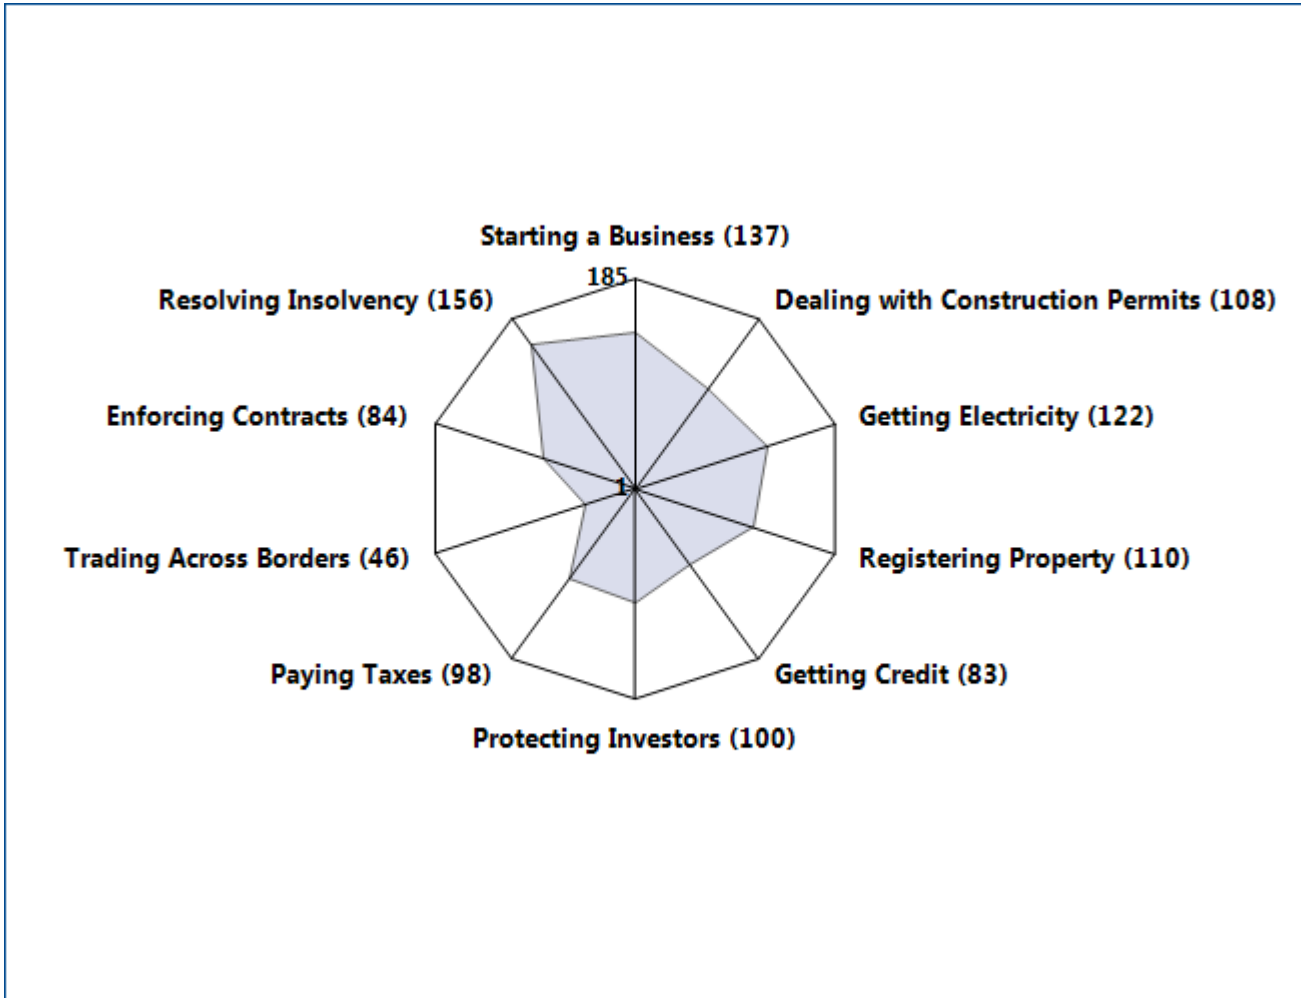 Starting a Business (137)
185
Resolving Insolvency (156)
Dealing with Construction Permits (108)
Enforcing Contracts (84)
Getting Electricity (122)
1
Trading Across Borders (46)
Registering Property (110)
Paying Taxes (98)
Getting Credit (83)
Protecting Investors (100)